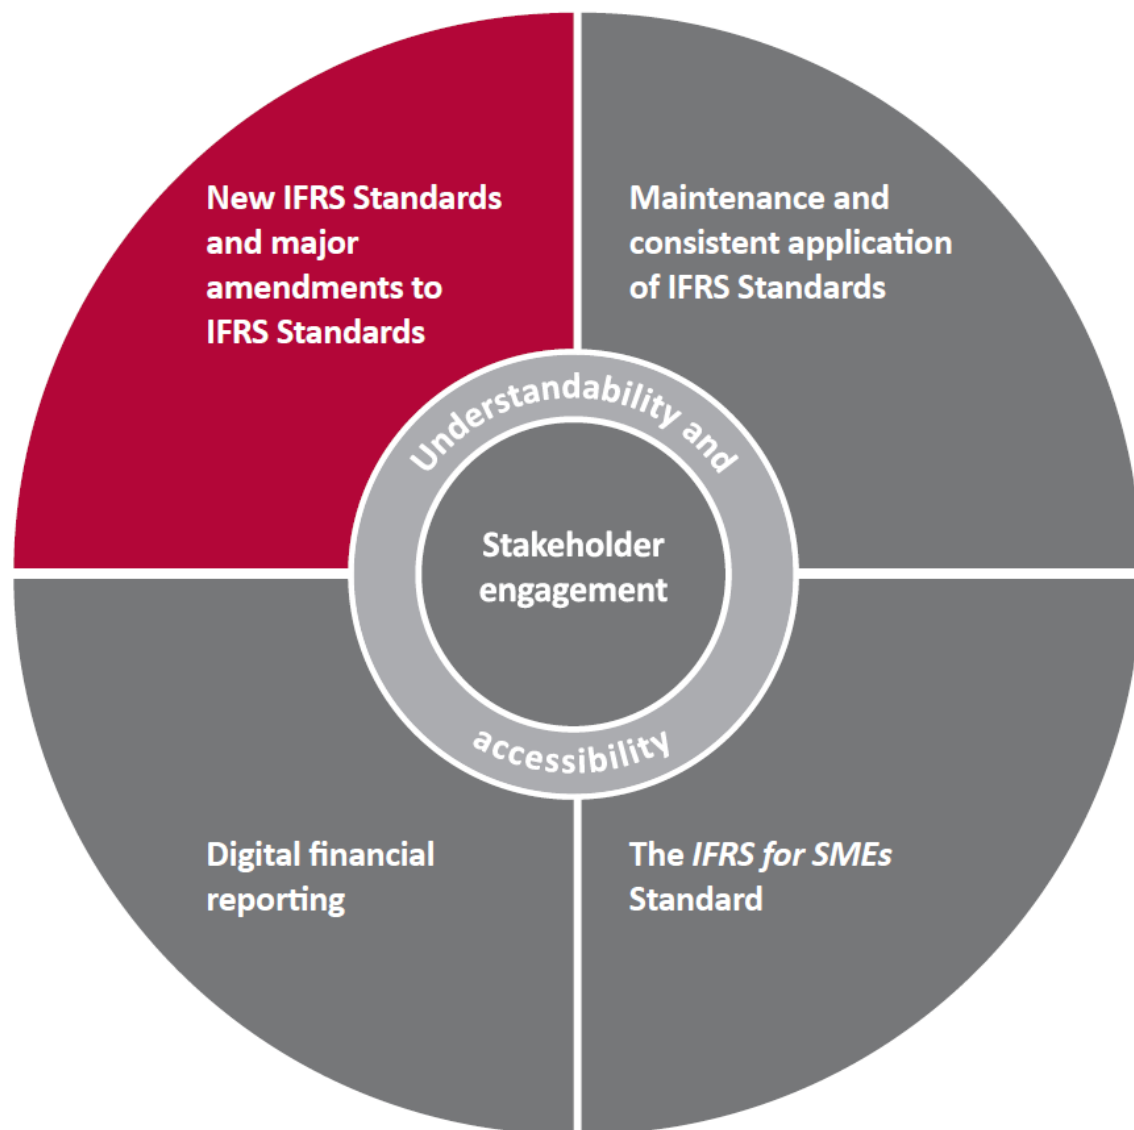 New IFRS Standards
and major
amendments to
IFRS Standards
Maintenance and
consistent application
of IFRS Standards
Understandability and
accessibility
Stakeholder
engagement
Digital financial
reporting
The IFRS for SMEs
Standard